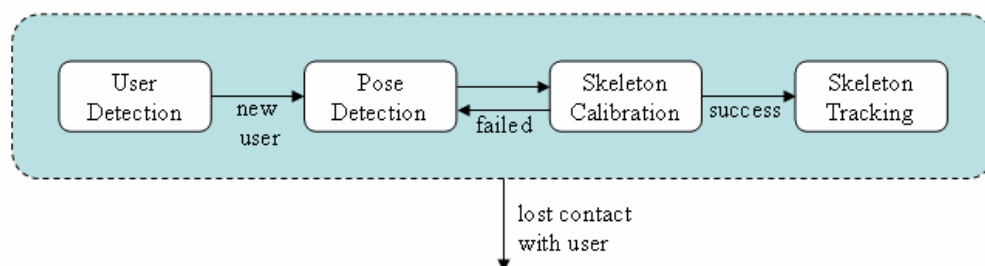 User
Detection
new
user
Pose
Detection
failed
Skeleton
Calibration
success
Skeleton
Tracking
lost contact
with user